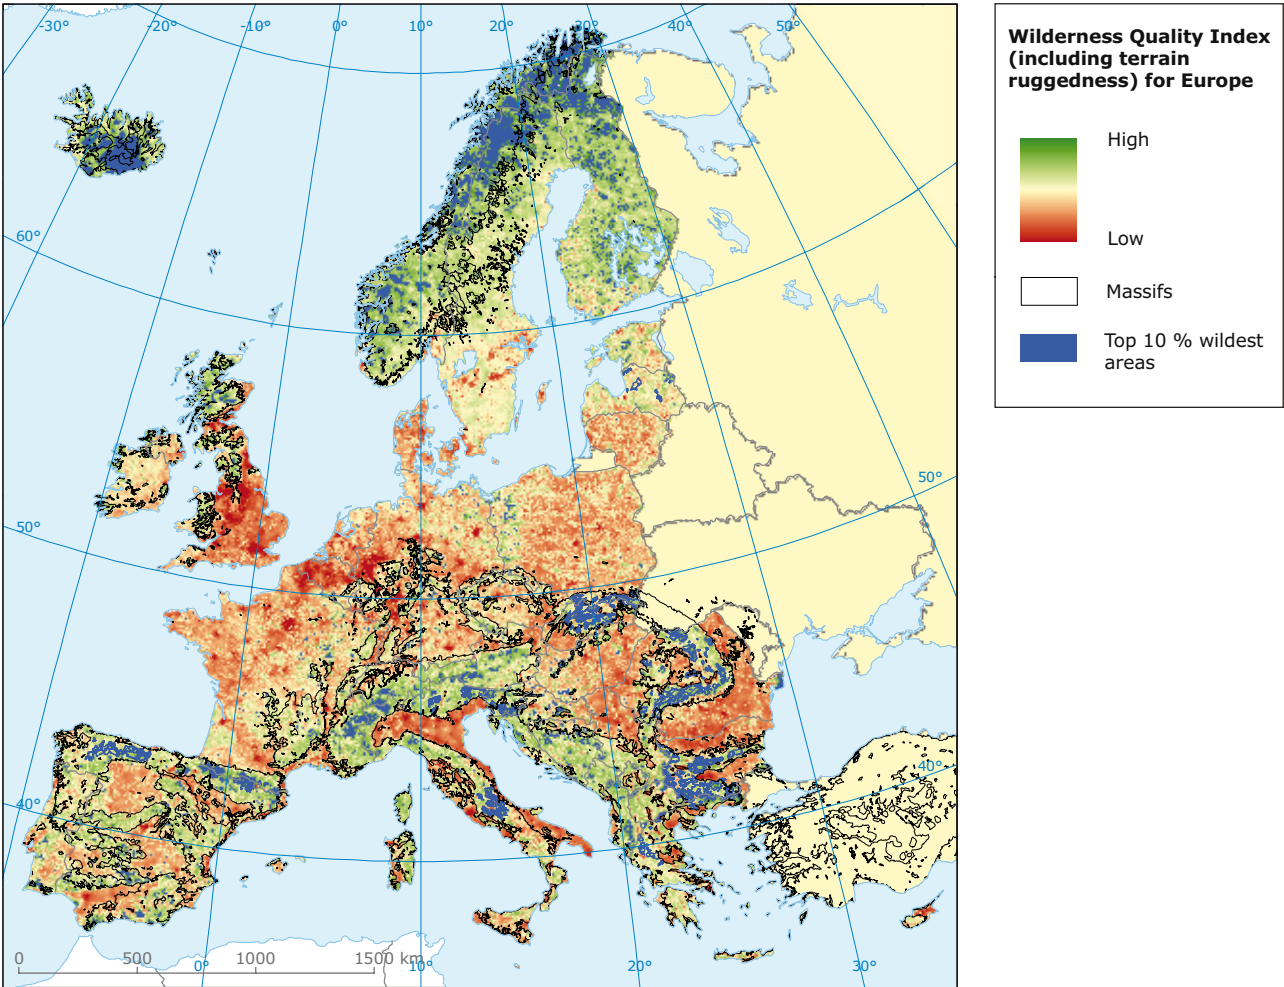 -30°
-20°
-10°
0°
10°
20°
30°
40°
50°
60°
50°
50°
40°
40°
0
500
1000
1500 km
0°
10°
20°
30°
Wilderness Quality Index
(including terrain
ruggedness) for Europe
High
Low
Massifs
Top 10 % wildest
areas